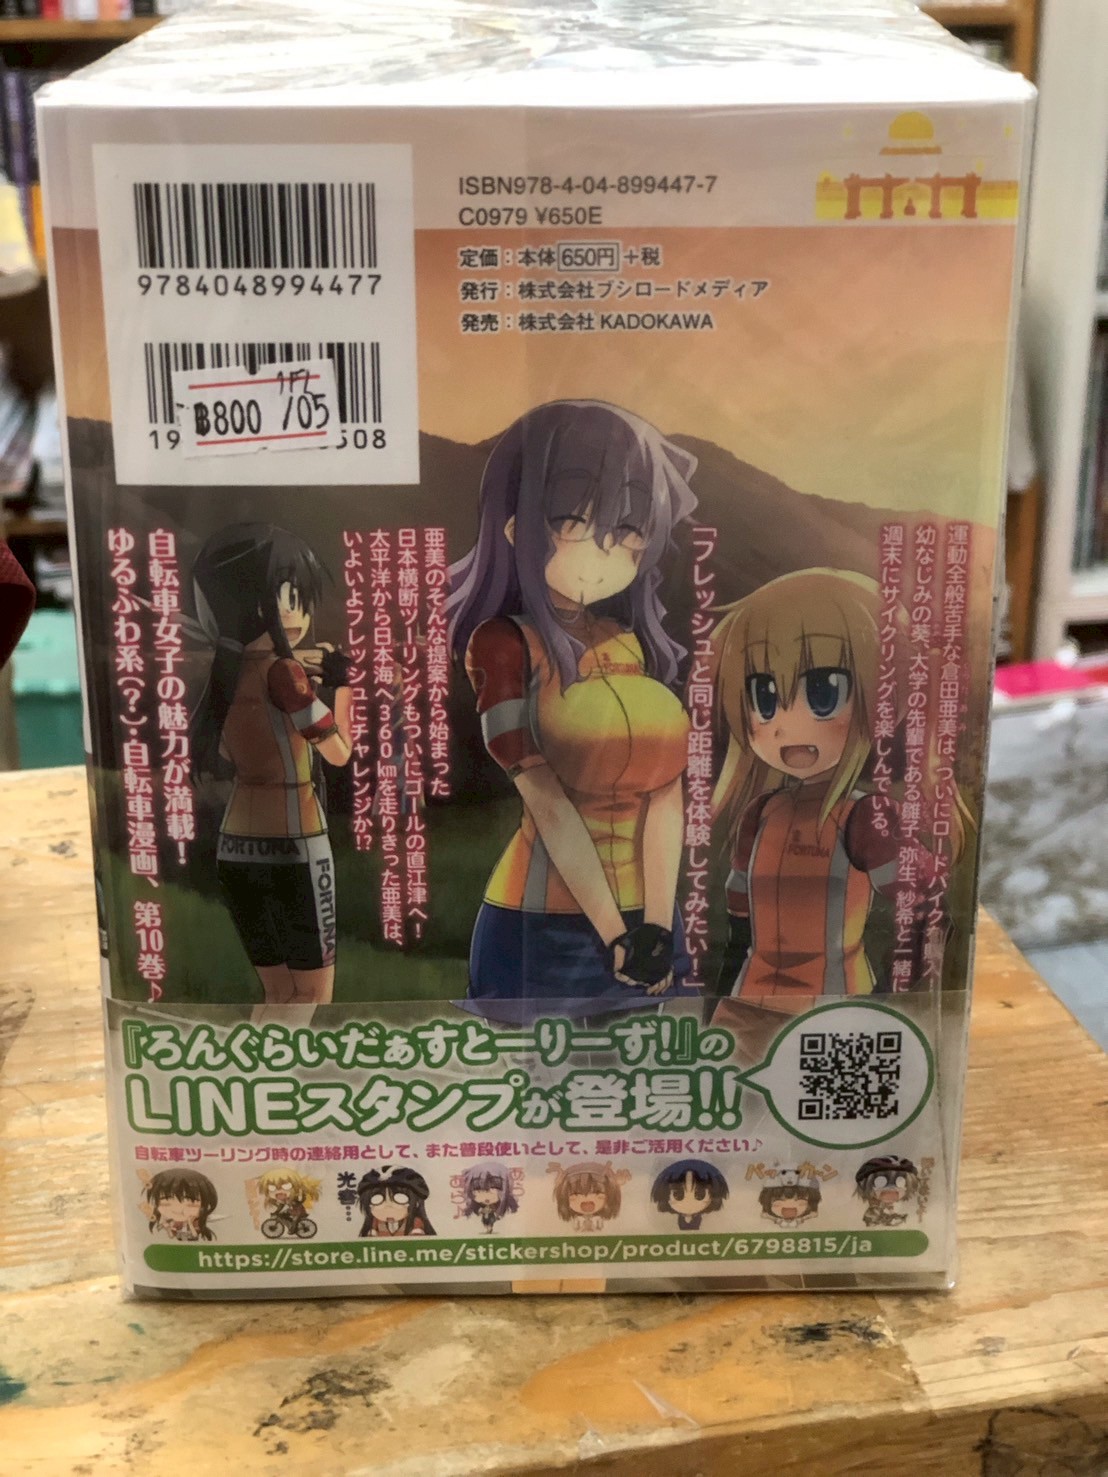 ISBN978-4-04-899447-7
C0979 ¥650E
定価：本体650円＋税
発行：株式会社ブシロードメディア
発売：株式会社KADOKAWA
9784048994477
฿800 /05
19
508
運動全般苦手な倉田亜美は、ついにロードバイクを購入！
幼なじみの葵、大学の先輩である雛子、弥生、紗希と一緒に
週末にサイクリングを楽しんでいる。
「フレッシュと同じ距離を体験してみたい！」
亜美のそんな提案から始まった
日本横断ツーリングもついにゴールの直江津へ！
太平洋から日本海へ360㎞を走りきった亜美は、
いよいよフレッシュにチャレンジか!?
自転車女子の魅力が満載！
ゆるふわ系(？)・自転車漫画、第10巻♪
FORTUNA
FORTUNA
FORTUNA
FORTUNA
『ろんぐらいだぁすとーりーず!』の
LINEスタンプが登場!!
自転車ツーリング時の連絡用として、また普段使いとして、是非ご活用ください♪
https://store.line.me/stickershop/product/6798815/ja